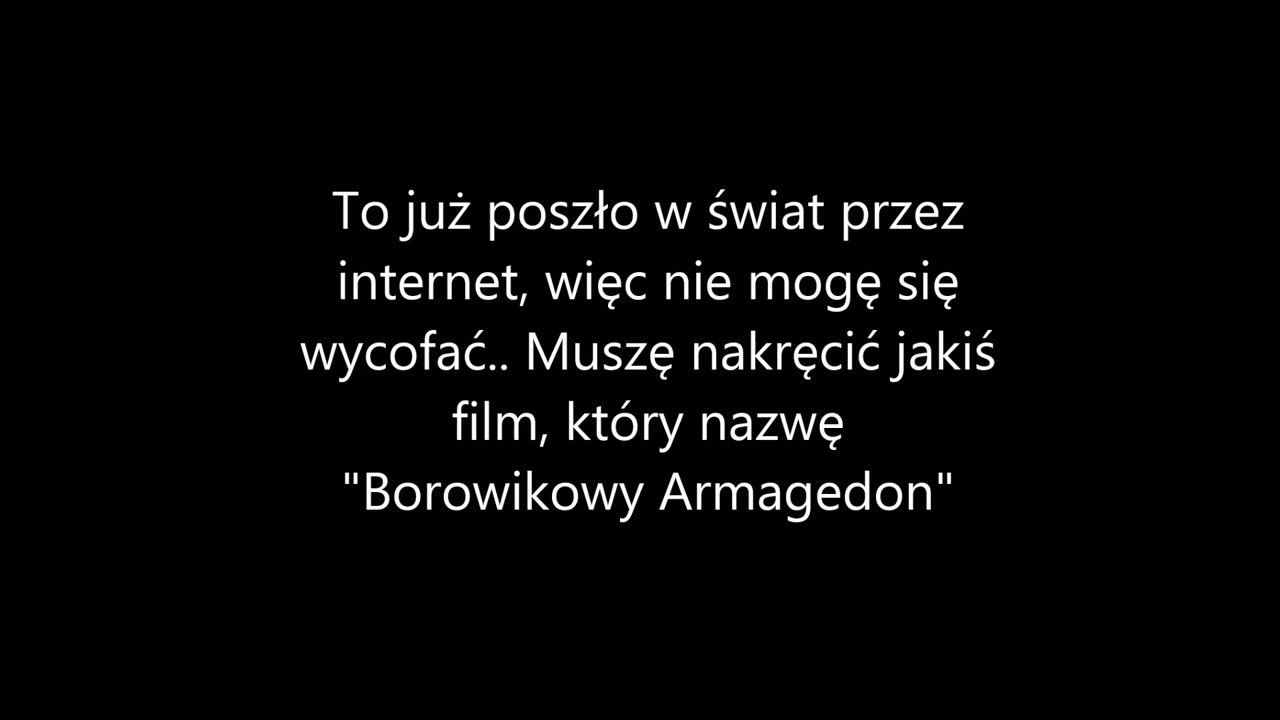 To już poszło w świat przez
internet, więc nie mogę się
wycofać.. Muszę nakręcić jakiś
film, który nazwę
"Borowikowy Armagedon"